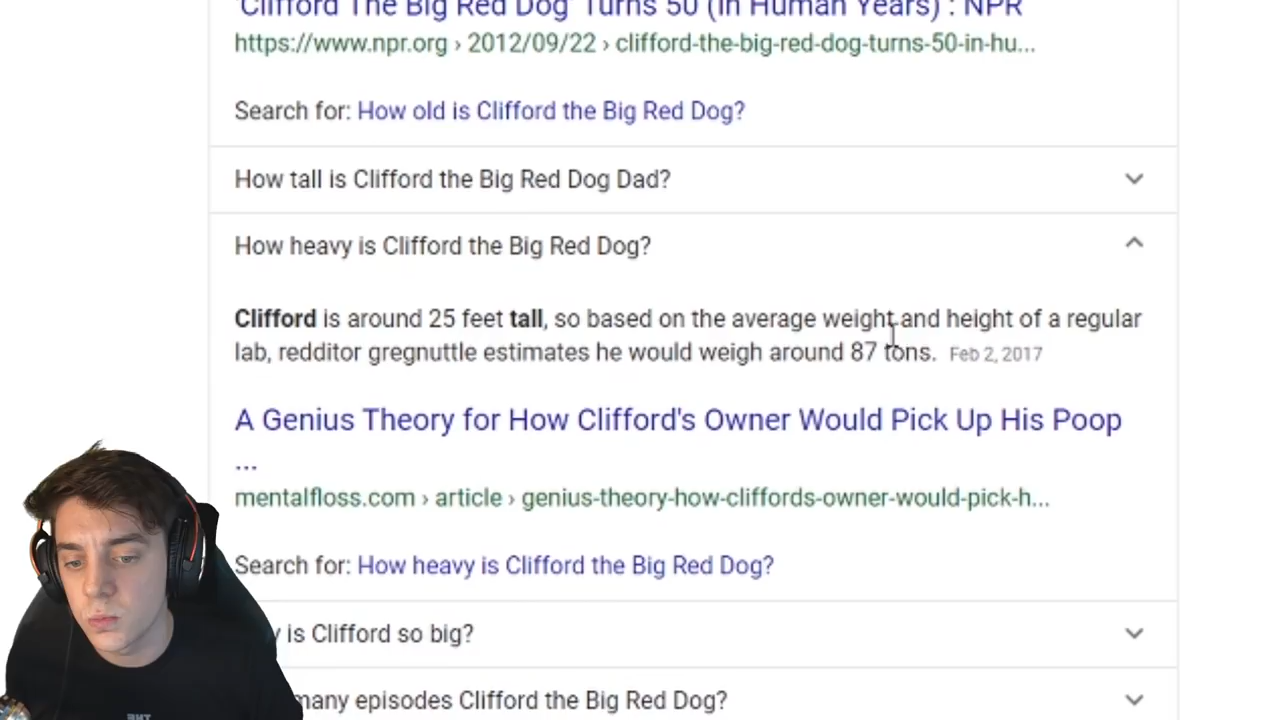 'Clifford The Big Red Dog' Turns 50 (In Human Years) : NPR
https://www.npr.org › 2012/09/22 › clifford-the-big-red-dog-turns-50-in-hu...
Search for: How old is Clifford the Big Red Dog?
How tall is Clifford the Big Red Dog Dad?
How heavy is Clifford the Big Red Dog?
Clifford is around 25 feet tall, so based on the average weight and height of a regular
lab, redditor gregnuttle estimates he would weigh around 87 tons. Feb 2, 2017
A Genius Theory for How Clifford's Owner Would Pick Up His Poop
...
mentalfloss.com › article › genius-theory-how-cliffords-owner-would-pick-h...
Search for: How heavy is Clifford the Big Red Dog?
is Clifford so big?
many episodes Clifford the Big Red Dog?